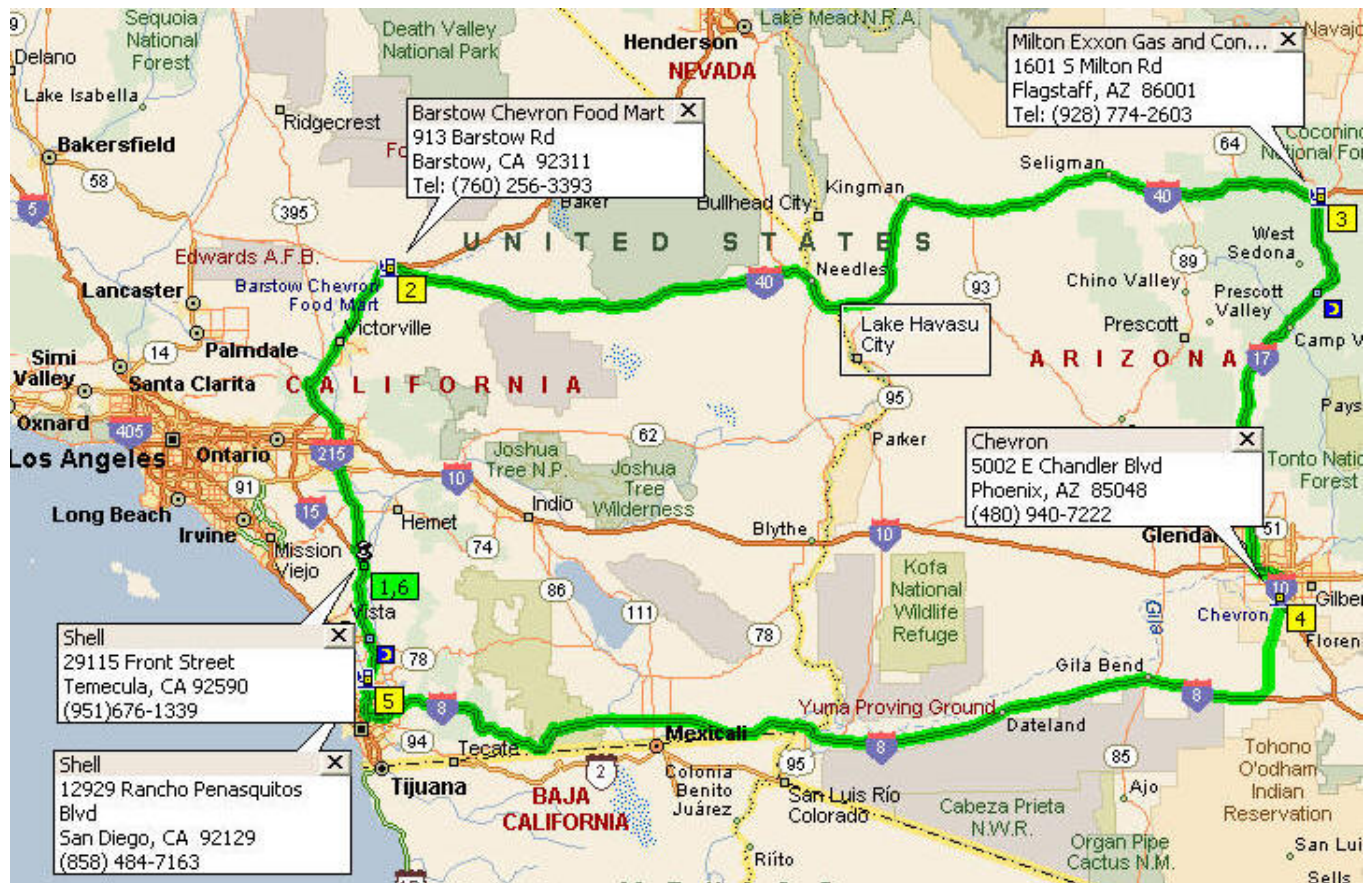 Sequoia
National
Forest
Delano
Lake Isabella
Bakersfield
58
5
Death Valley
National Park
Ridgecrest
395
Edwards A.F.B.
Lancaster
Palmdale
14
Simi
Valley
Santa Clarita
Oxnard
405
Los Angeles
Ontario
215
91
Long Beach
Irvine
15
Mission
Viejo
Hemet
74
Henderson
NEVADA
Lake Mead N.R.A.
Barstow Chevron Food Mart
913 Barstow Rd
Barstow, CA 92311
Tel: (760) 256-3393
Baker
Bullhead City
Kingman
Seligman
40
64
Milton Exxon Gas and Con...
1601 S Milton Rd
Flagstaff, AZ 86001
Tel: (928) 774-2603
Navajo
Coconino
National For
3
UNITED STATES
2
Barstow Chevron
Food Mart
Victorville
40
Needles
Lake Havasu
City
93
89
West
Sedona
Chino Valley
Prescott
Valley
Prescott
Camp V
17
CALIFORNIA
ARIZONA
95
Parker
Pays
62
Joshua
Tree N.P.
Joshua
Tree
Wilderness
10
Indio
Blythe
10
Chevron
5002 E Chandler Blvd
Phoenix, AZ 85048
(480) 940-7222
Tonto Natio
Forest
51
Glendal
10
Gilber
Chevron
4
Floren
Kofa
National
Wildlife
Refuge
Gila
86
111
78
1,6
Vista
Shell
29115 Front Street
Temecula, CA 92590
(951)676-1339
78
5
8
94
Tecate
Tijuana
Shell
12929 Rancho Penasquitos
Blvd
San Diego, CA 92129
(858) 484-7163
Mexicali
2
BAJA
CALIFORNIA
Colonia
Benito
Juárez
95
San Luis Río
Colorado
Riíto
Yuma Proving Ground
8
Dateland
Gila Bend
8
85
Ajo
Cabeza Prieta
N.W.R.
Organ Pipe
Cactus N.M.
Tohono
O'odham
Indian
Reservation
San Lui
Sells